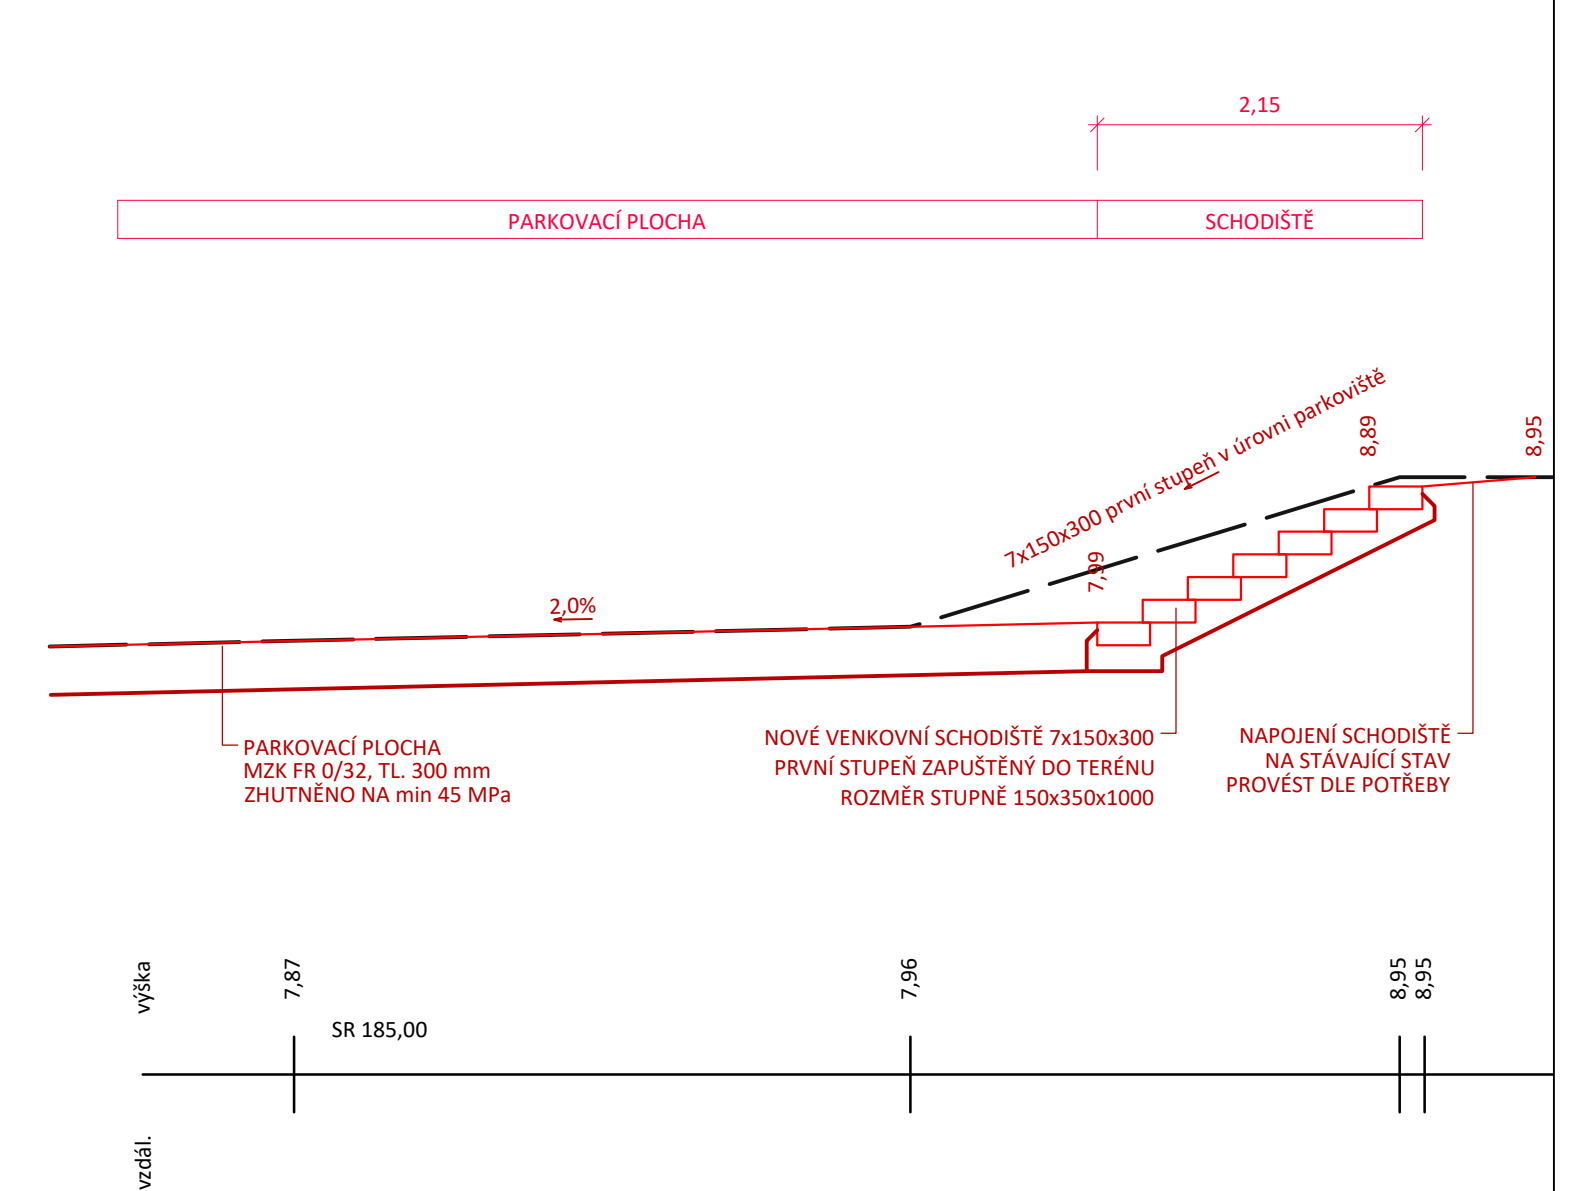 2,15
PARKOVACÍ PLOCHA
SCHODIŠTĚ
7x150x300 první stupeň v úrovni parkoviště
8,89
8,95
7,99
2,0%
PARKOVACÍ PLOCHA
MZK FR 0/32, TL. 300 mm
ZHUTNĚNO NA min 45 MPa
NOVÉ VENKOVNÍ SCHODIŠTĚ 7x150x300
PRVNÍ STUPEŇ ZAPUŠTĚNÝ DO TERÉNU
ROZMĚR STUPNĚ 150x350x1000
NAPOJENÍ SCHODIŠTĚ
NA STÁVAJÍCÍ STAV
PROVÉST DLE POTŘEBY
výška
7,87
7,96
8,95
8,95
SR 185,00
vzdál.